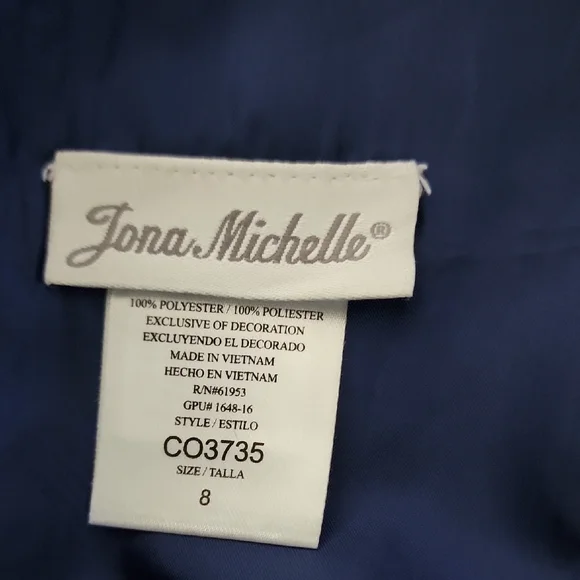 Jona Michelle®
100% POLYESTER / 100% POLIESTER
EXCLUSIVE OF DECORATION
EXCLUYENDO EL DECORADO
MADE IN VIETNAM
HECHO EN VIETNAM
R/N#61953
GPU# 1648-16
STYLE / ESTILO
CO3735
SIZE / TALLA
8